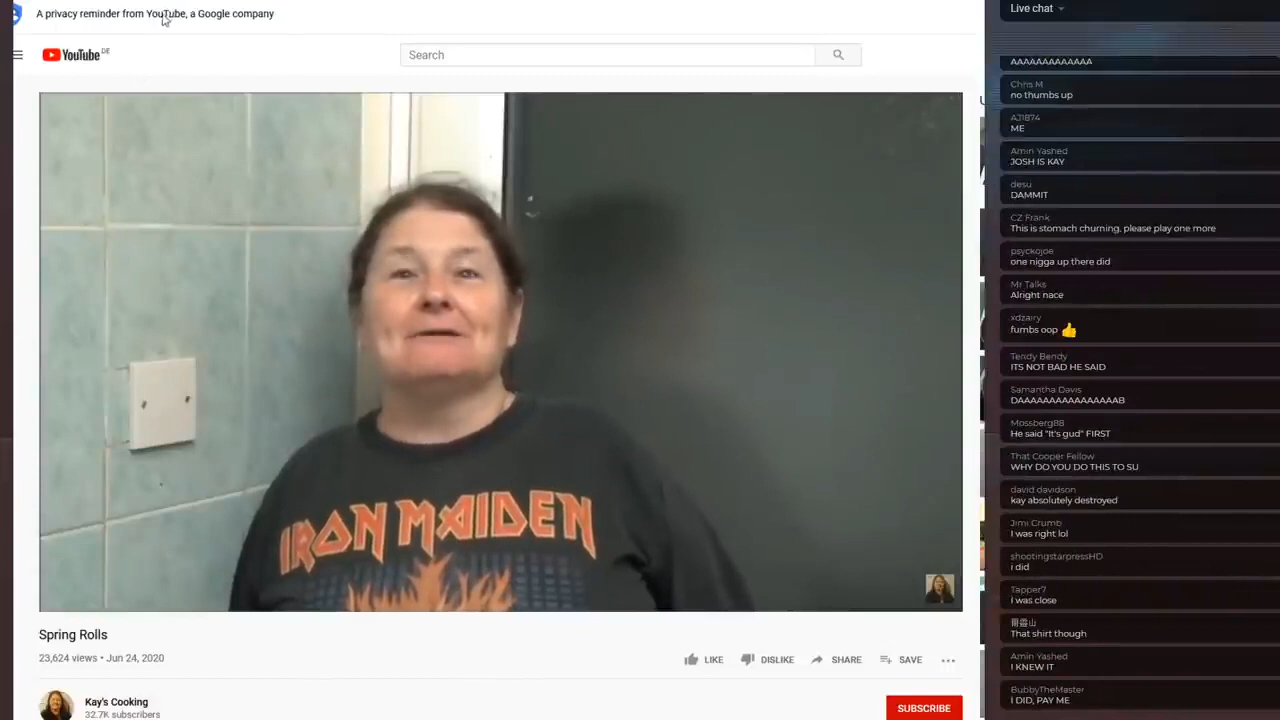 A privacy reminder from YouTube, a Google company
YouTube DE
Search
IRON MAIDEN
Spring Rolls
23,624 views • Jun 24, 2020
LIKE
DISLIKE
SHARE
SAVE
Kay's Cooking
32.7K subscribers
SUBSCRIBE
Live chat
AAAAAAAAAAAAA
Chris M
no thumbs up
AJ1874
ME
Amin Yashed
JOSH IS KAY
desu
DAMMIT
CZ Frank
This is stomach churning, please play one more
psyckojoe
one nigga up there did
Mr Talks
Alright nace
xdzairy
fumbs oop 👍
Tendy Bendy
ITS NOT BAD HE SAID
Samantha Davis
DAAAAAAAAAAAAAAAAB
Mossberg88
He said "It's gud" FIRST
That Cooper Fellow
WHY DO YOU DO THIS TO SU
david davidson
kay absolutely destroyed
Jimi Crumb
I was right lol
shootingstarpressHD
i did
Tapper7
I was close
That shirt though
Amin Yashed
I KNEW IT
BubbyTheMaster
I DID, PAY ME